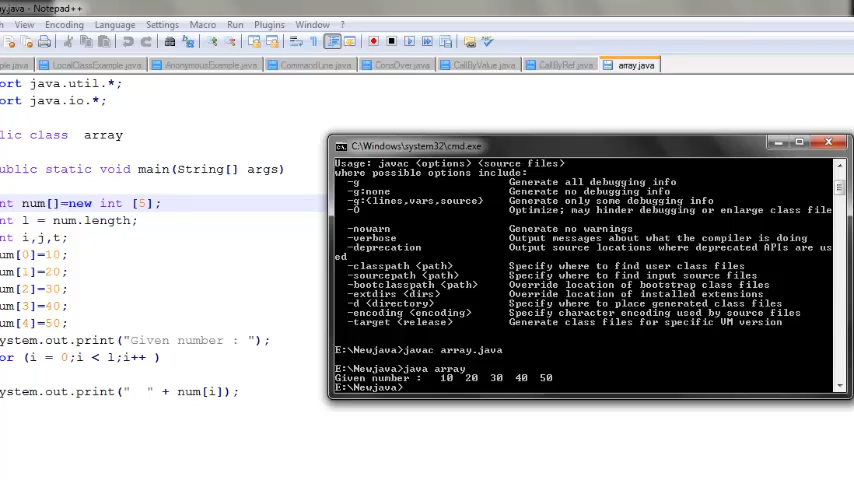 ay.java - Notepad++
h View Encoding Language Settings Macro Run Plugins Window ?
ple.java LocalClassExample.java AnonymousExample.java CommandLine.java ConsOver.java CallByValue.java CallByRef.java array.java
ort java.util.*;
ort java.io.*;
lic class array
ublic static void main(String[] args)
nt num[]=new int [5];
nt l = num.length;
nt i,j,t;
um[0]=10;
um[1]=20;
um[2]=30;
um[3]=40;
um[4]=50;
ystem.out.print("Given number : ");
or (i = 0;i < l;i++ )
ystem.out.print("  " + num[i]);
C:\Windows\system32\cmd.exe
Usage: javac <options> <source files>
where possible options include:
-g Generate all debugging info
-g:none Generate no debugging info
-g:{lines,vars,source} Generate only some debugging info
-O Optimize; may hinder debugging or enlarge class file
-nowarn Generate no warnings
-verbose Output messages about what the compiler is doing
-deprecation Output source locations where deprecated APIs are us
ed
-classpath <path> Specify where to find user class files
-sourcepath <path> Specify where to find input source files
-bootclasspath <path> Override location of bootstrap class files
-extdirs <dirs> Override location of installed extensions
-d <directory> Specify where to place generated class files
-encoding <encoding> Specify character encoding used by source files
-target <release> Generate class files for specific VM version
E:\Newjava>javac array.java
E:\Newjava>java array
Given number : 10 20 30 40 50
E:\Newjava>